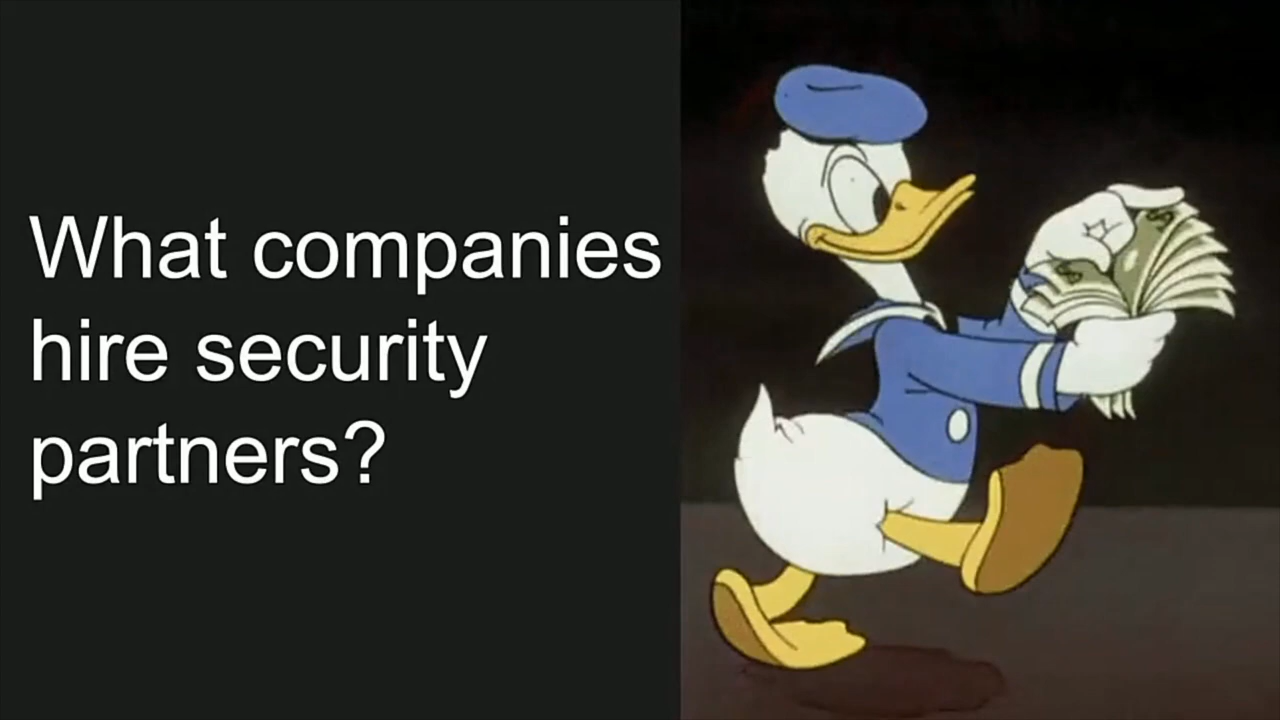 What companies
hire security
partners?
$
$